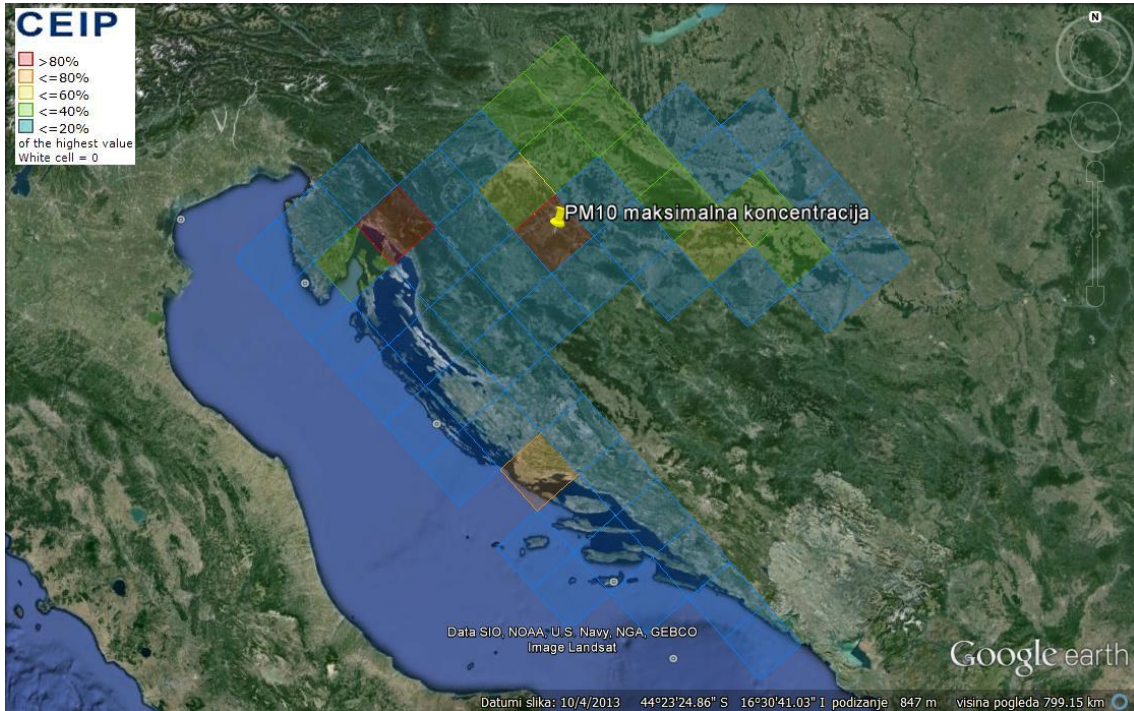 CEIP
>80%
<=80%
<=60%
<=40%
<=20%
of the highest value
White cell = 0
N
PM10 maksimalna koncentracija
Data SIO, NOAA, U.S. Navy, NGA, GEBCO
Image Landsat
Google earth
Datumi slika: 10/4/2013 44°23'24.86" S 16°30'41.03" I podizanje 847 m visina pogleda 799.15 km